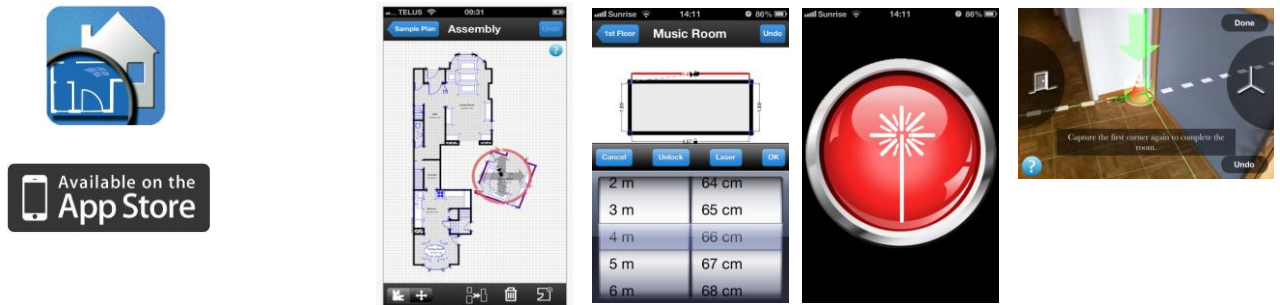 Available on the
App Store
TELUS 09:31
Sample Plan Assembly Undo
?
Sunrise 14:11 86%
1st Floor Music Room Undo
Cancel Unlock Laser OK
2 m 64 cm
3 m 65 cm
4 m 66 cm
5 m 67 cm
6 m 68 cm
Sunrise 14:11 86%
Done
Capture the first corner again to complete the
room.
? Undo